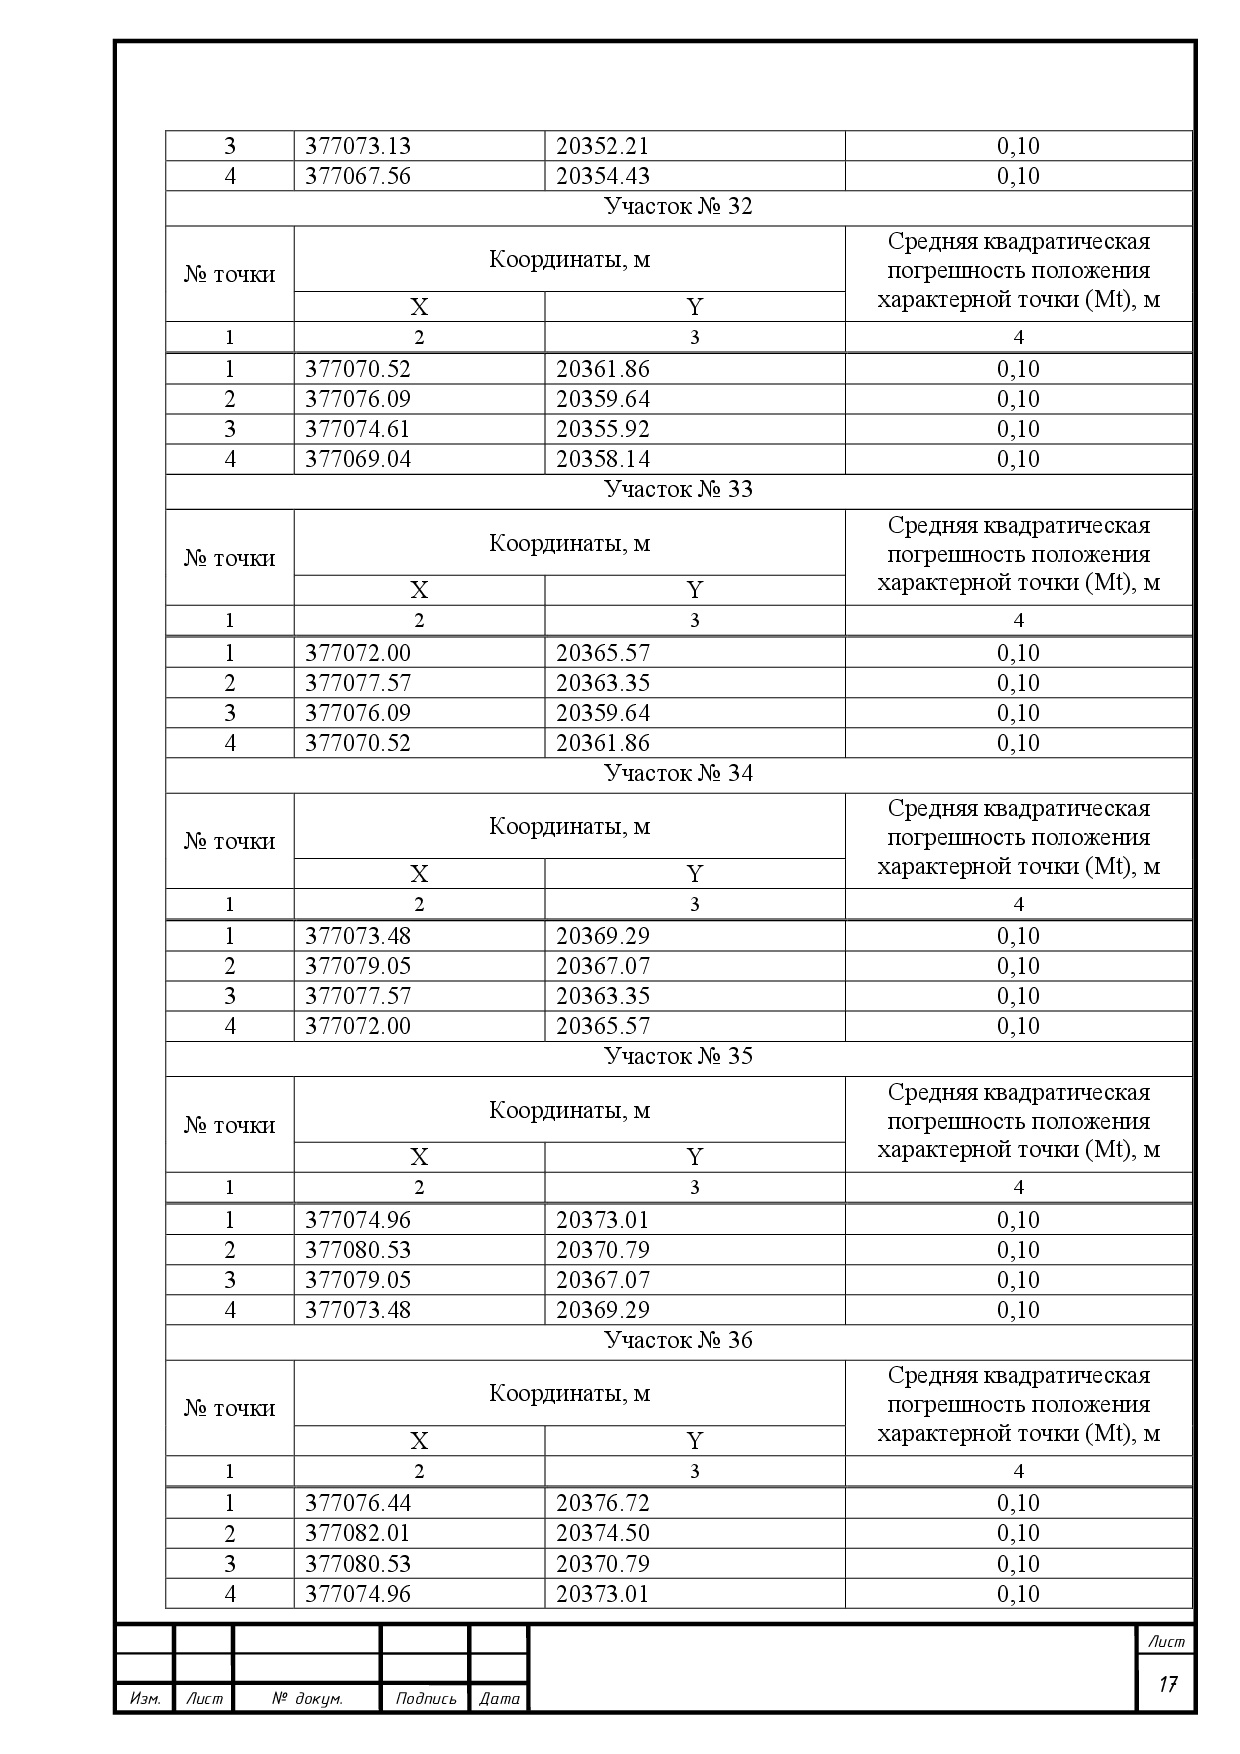 3 377073.13 20352.21 0,10
4 377067.56 20354.43 0,10
Участок № 32
№ точки Координаты, м Средняя квадратическая
погрешность положения
характерной точки (Mt), м
X Y
1 2 3 4
1 377070.52 20361.86 0,10
2 377076.09 20359.64 0,10
3 377074.61 20355.92 0,10
4 377069.04 20358.14 0,10
Участок № 33
№ точки Координаты, м Средняя квадратическая
погрешность положения
характерной точки (Mt), м
X Y
1 2 3 4
1 377072.00 20365.57 0,10
2 377077.57 20363.35 0,10
3 377076.09 20359.64 0,10
4 377070.52 20361.86 0,10
Участок № 34
№ точки Координаты, м Средняя квадратическая
погрешность положения
характерной точки (Mt), м
X Y
1 2 3 4
1 377073.48 20369.29 0,10
2 377079.05 20367.07 0,10
3 377077.57 20363.35 0,10
4 377072.00 20365.57 0,10
Участок № 35
№ точки Координаты, м Средняя квадратическая
погрешность положения
характерной точки (Mt), м
X Y
1 2 3 4
1 377074.96 20373.01 0,10
2 377080.53 20370.79 0,10
3 377079.05 20367.07 0,10
4 377073.48 20369.29 0,10
Участок № 36
№ точки Координаты, м Средняя квадратическая
погрешность положения
характерной точки (Mt), м
X Y
1 2 3 4
1 377076.44 20376.72 0,10
2 377082.01 20374.50 0,10
3 377080.53 20370.79 0,10
4 377074.96 20373.01 0,10
Лист
17
Изм. Лист № докум. Подпись Дата